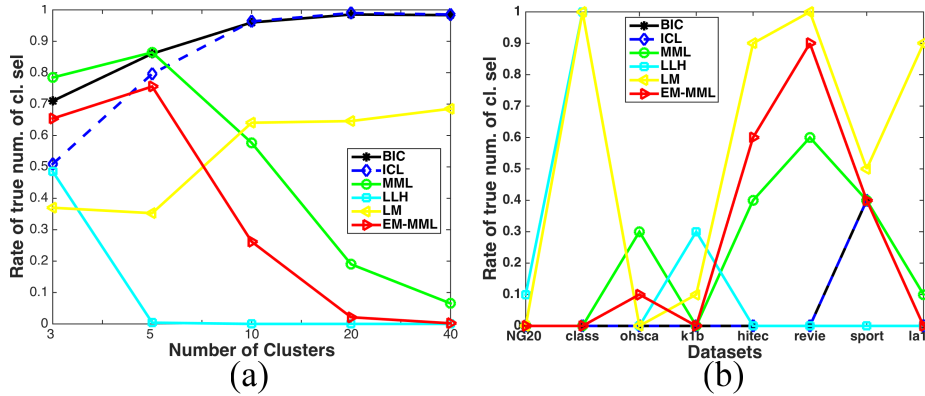 Rate of true num. of cl. sel
1
0.9
0.8
0.7
0.6
0.5
0.4
0.3
0.2
0.1
0
3
5
10
20
40
Number of Clusters
BIC
ICL
MML
LLH
LM
EM-MML
(a)
Rate of true num. of cl. sel
1
0.9
0.8
0.7
0.6
0.5
0.4
0.3
0.2
0.1
0
NG20
class
ohsca
k1b
hitec
revie
sport
la1
Datasets
BIC
ICL
MML
LLH
LM
EM-MML
(b)